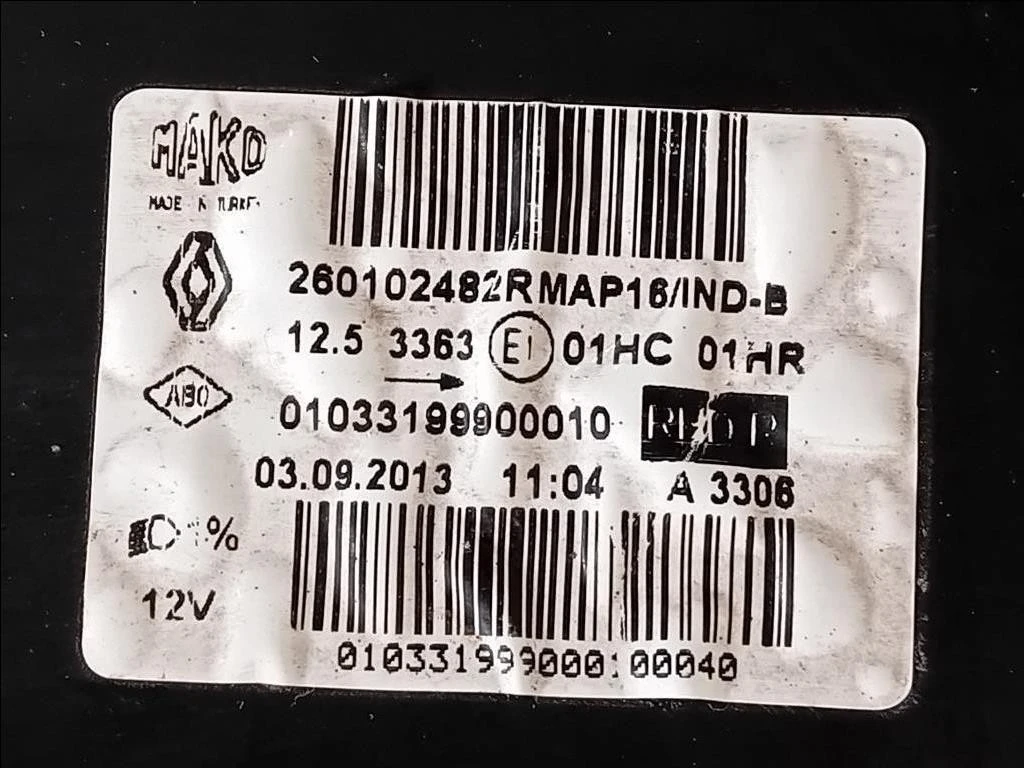 MAKO
MADE IN TURKEY
260102482RMAP16/IND-B
12.5 3363 E1 01HC 01HR
01033199900010
03.09.2013 11:04 A 3306
1%
12V
010331999000100040